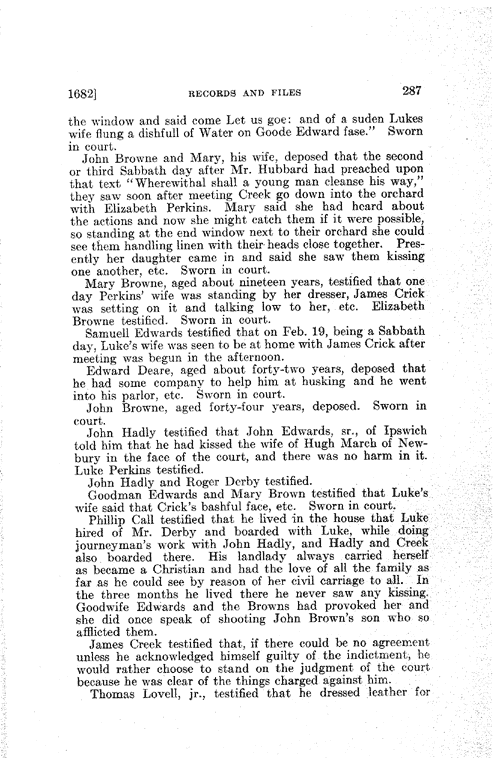 1682] RECORDS AND FILES 287
the window and said come Let us goe: and of a suden Lukes
wife flung a dishfull of Water on Goode Edward fase." Sworn
in court.
John Browne and Mary, his wife, deposed that the second
or third Sabbath day after Mr. Hubbard had preached upon
that text "Wherewithal shall a young man cleanse his way,"
they saw soon after meeting Creek go down into the orchard
with Elizabeth Perkins. Mary said she had heard about
the actions and now she might catch them if it were possible,
so standing at the end window next to their orchard she could
see them handling linen with their heads close together. Pres-
ently her daughter came in and said she saw them kissing
one another, etc. Sworn in court.
Mary Browne, aged about nineteen years, testified that one
day Perkins' wife was standing by her dresser, James Crick
was setting on it and talking low to her, etc. Elizabeth
Browne testified. Sworn in court.
Samuell Edwards testified that on Feb. 19, being a Sabbath
day, Luke's wife was seen to be at home with James Crick after
meeting was begun in the afternoon.
Edward Deare, aged about forty-two years, deposed that
he had some company to help him at husking and he went
into his parlor, etc. Sworn in court.
John Browne, aged forty-four years, deposed. Sworn in
court.
John Hadly testified that John Edwards, sr., of Ipswich
told him that he had kissed the wife of Hugh March of New-
bury in the face of the court, and there was no harm in it.
Luke Perkins testified.
John Hadly and Roger Derby testified.
Goodman Edwards and Mary Brown testified that Luke's
wife said that Crick's bashful face, etc. Sworn in court.
Phillip Call testified that he lived in the house that Luke
hired of Mr. Derby and boarded with Luke, while doing
journeyman's work with John Hadly, and Hadly and Creek
also boarded there. His landlady always carried herself
as became a Christian and had the love of all the family as
far as he could see by reason of her civil carriage to all. In
the three months he lived there he never saw any kissing.
Goodwife Edwards and the Browns had provoked her and
she did once speak of shooting John Brown's son who so
afflicted them.
James Creek testified that, if there could be no agreement
unless he acknowledged himself guilty of the indictment, he
would rather choose to stand on the judgment of the court
because he was clear of the things charged against him.
Thomas Lovell, jr., testified that he dressed leather for